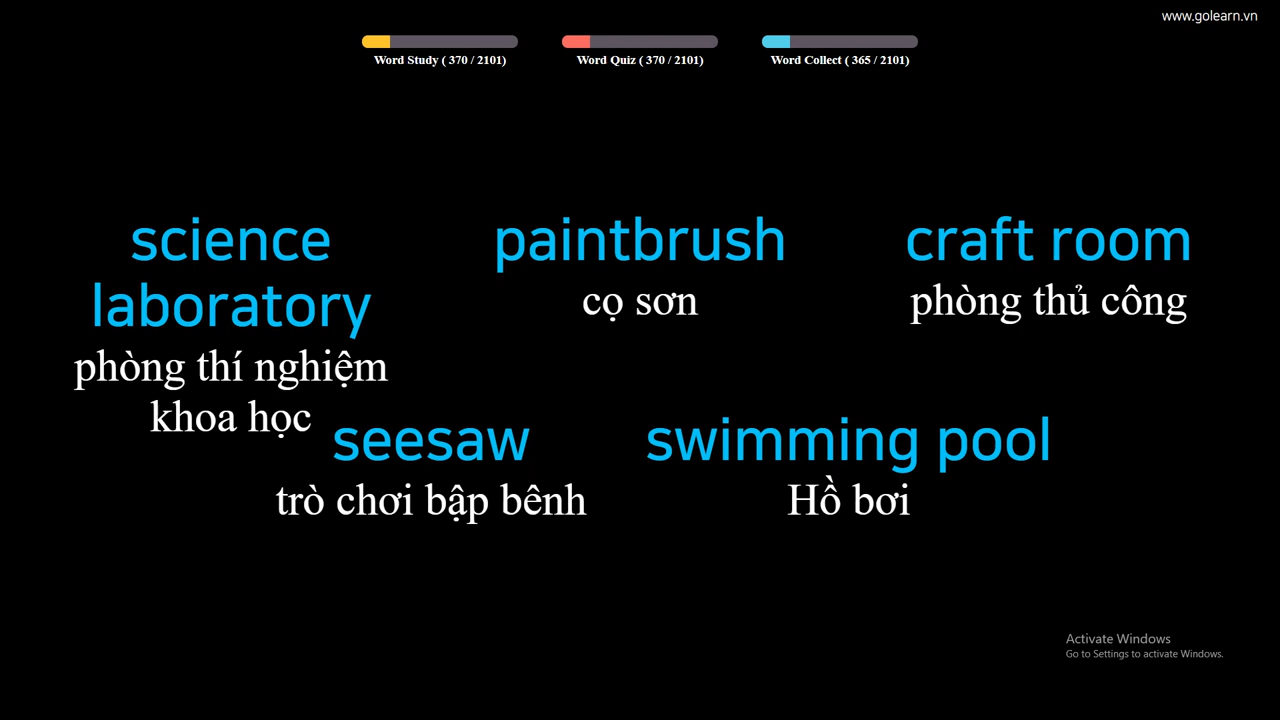 www.golearn.vn
Word Study ( 370 / 2101)
Word Quiz ( 370 / 2101)
Word Collect ( 365 / 2101)
science
laboratory
phòng thí nghiệm
khoa học
paintbrush
cọ sơn
craft room
phòng thủ công
seesaw
trò chơi bập bênh
swimming pool
Hồ bơi
Activate Windows
Go to Settings to activate Windows.